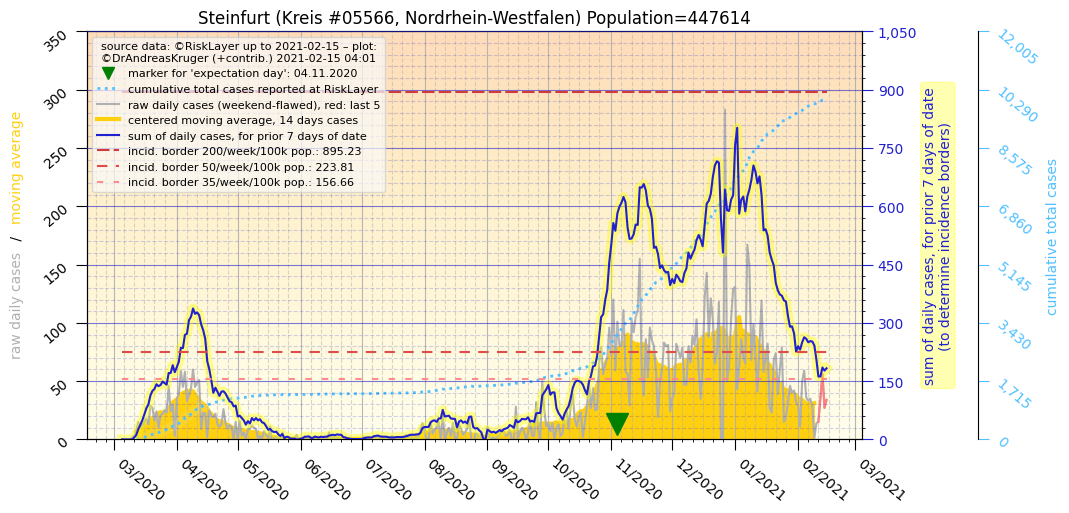 Steinfurt (Kreis #05566, Nordrhein-Westfalen) Population=447614
source data: ©RiskLayer up to 2021-02-15 – plot:
©DrAndreasKruger (+contrib.) 2021-02-15 04:01
marker for 'expectation day': 04.11.2020
cumulative total cases reported at RiskLayer
raw daily cases (weekend-flawed), red: last 5
centered moving average, 14 days cases
sum of daily cases, for prior 7 days of date
incid. border 200/week/100k pop.: 895.23
incid. border 50/week/100k pop.: 223.81
incid. border 35/week/100k pop.: 156.66
raw daily cases / moving average
350
300
250
200
150
100
50
0
1,050
900
750
600
450
300
150
0
sum of daily cases, for prior 7 days of date
(to determine incidence borders)
12,005
10,290
8,575
6,860
5,145
3,430
1,715
0
cumulative total cases
03/2020
04/2020
05/2020
06/2020
07/2020
08/2020
09/2020
10/2020
11/2020
12/2020
01/2021
02/2021
03/2021